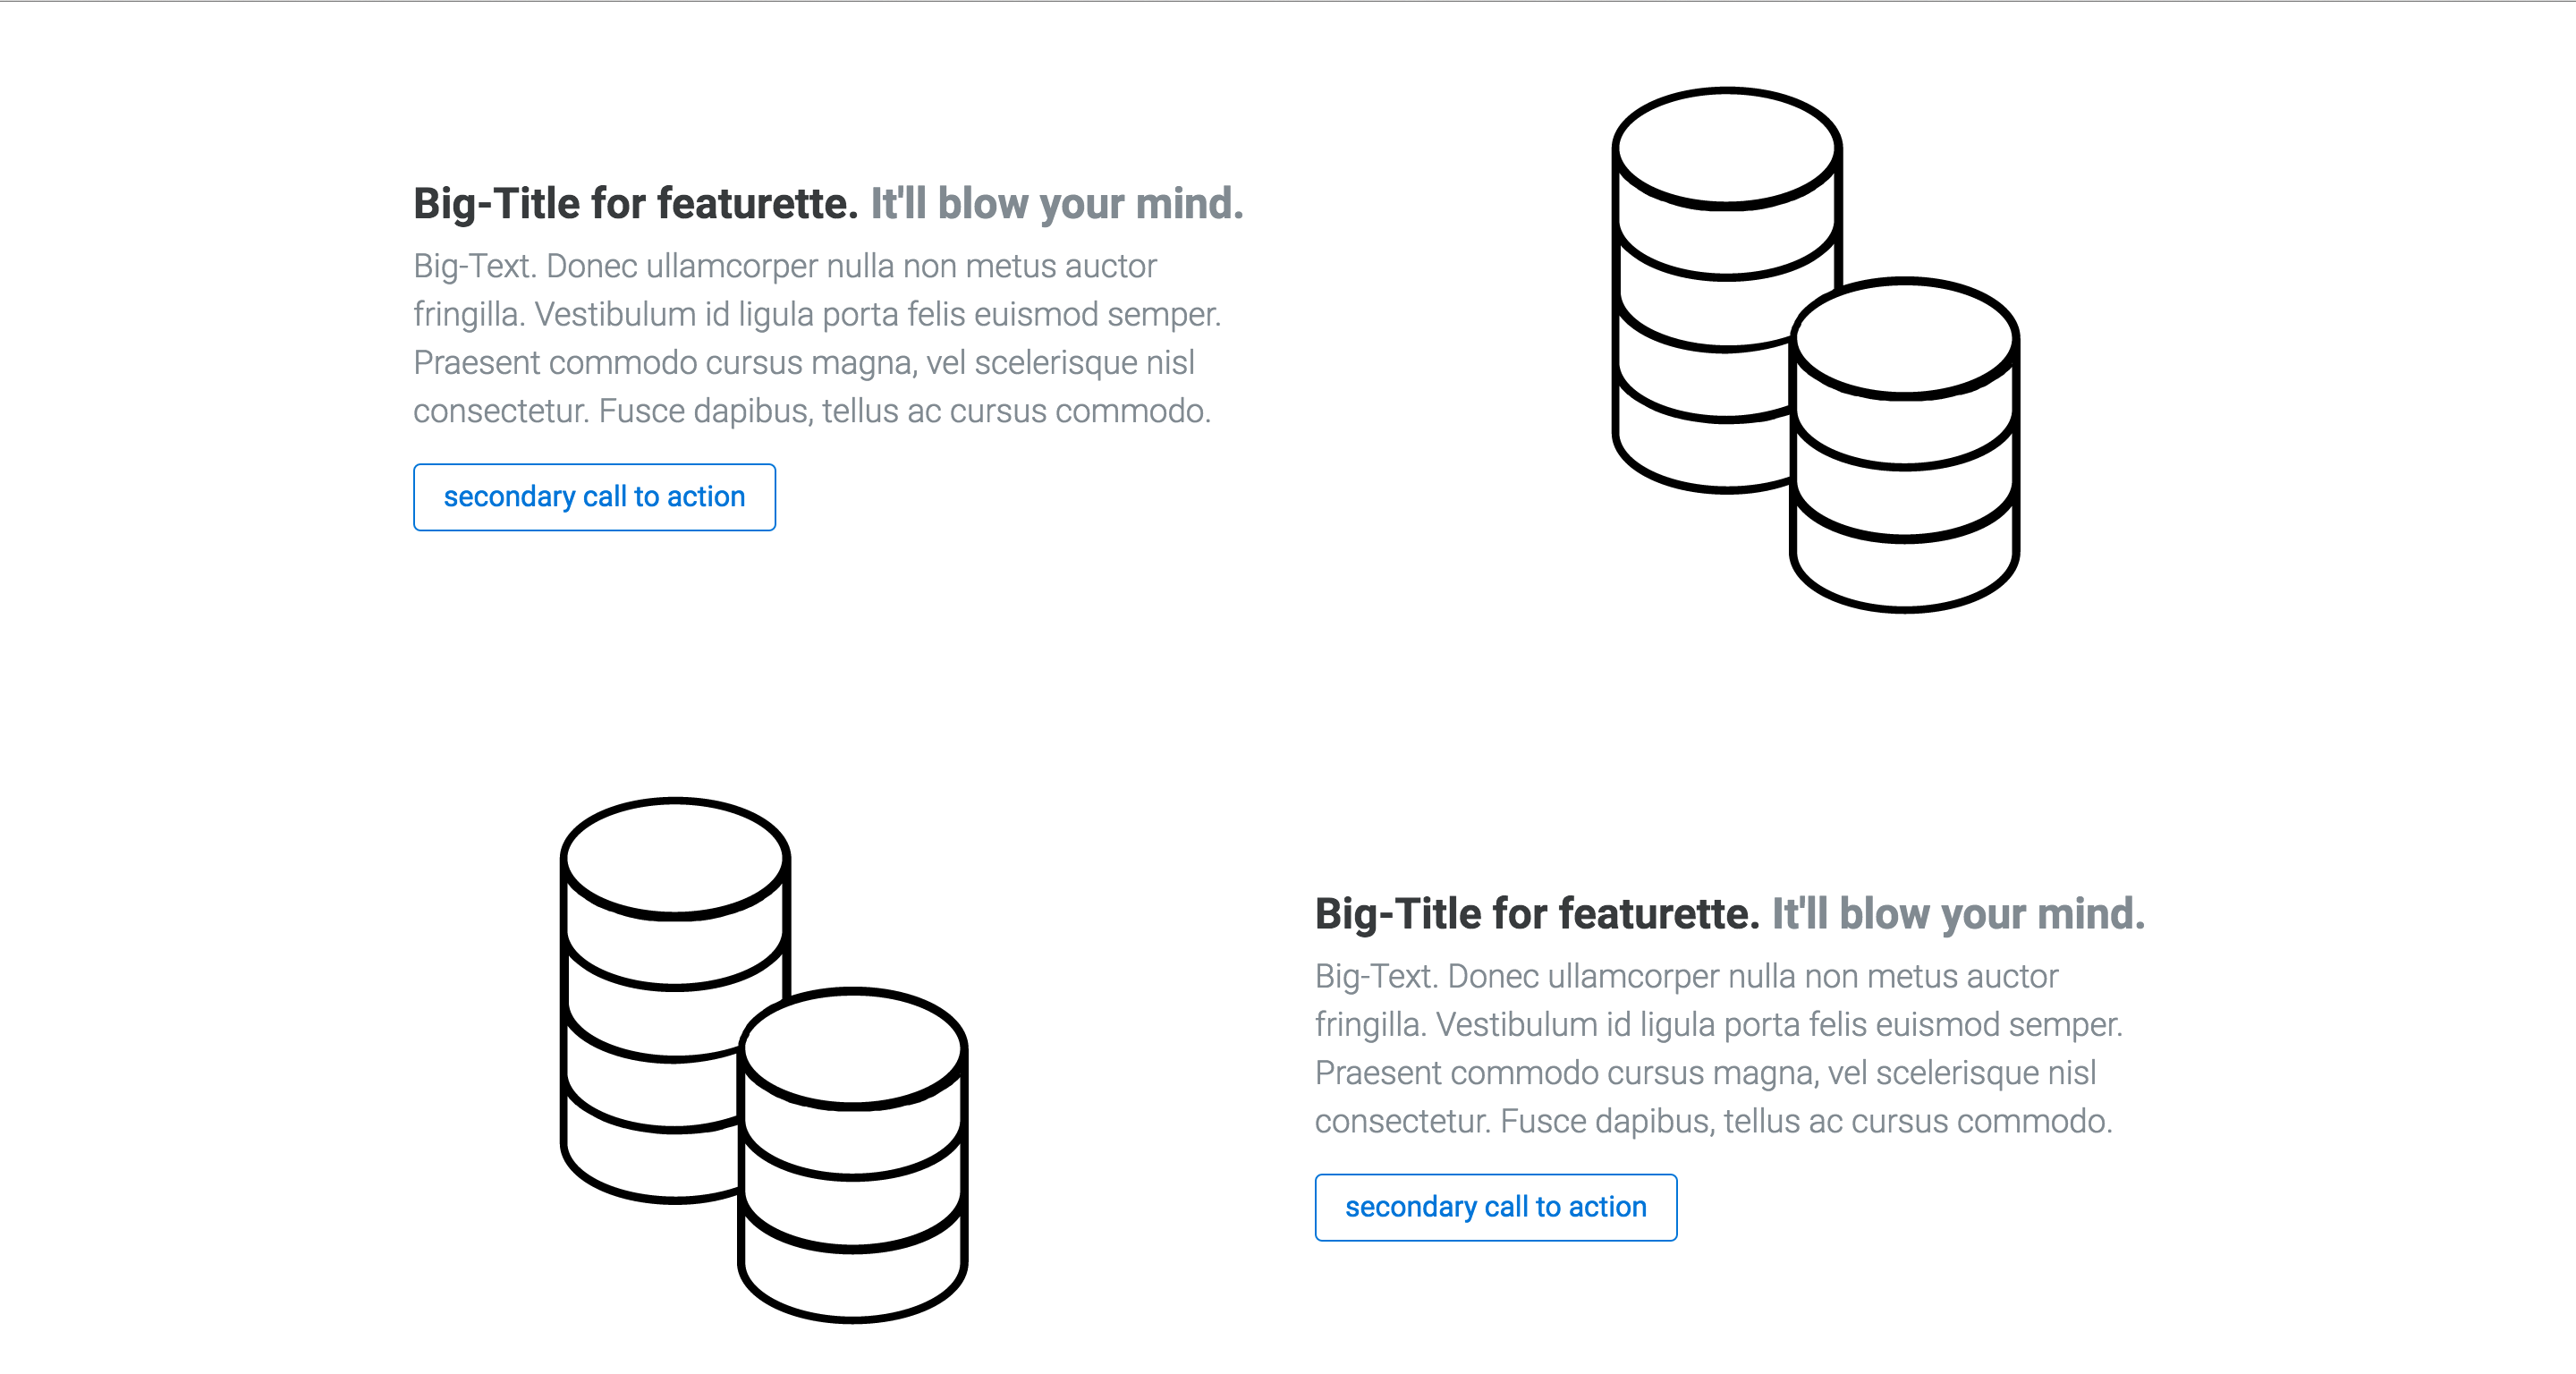 Big-Title for featurette. It'll blow your mind.
Big-Text. Donec ullamcorper nulla non metus auctor
fringilla. Vestibulum id ligula porta felis euismod semper.
Praesent commodo cursus magna, vel scelerisque nisl
consectetur. Fusce dapibus, tellus ac cursus commodo.
secondary call to action
Big-Title for featurette. It'll blow your mind.
Big-Text. Donec ullamcorper nulla non metus auctor
fringilla. Vestibulum id ligula porta felis euismod semper.
Praesent commodo cursus magna, vel scelerisque nisl
consectetur. Fusce dapibus, tellus ac cursus commodo.
secondary call to action